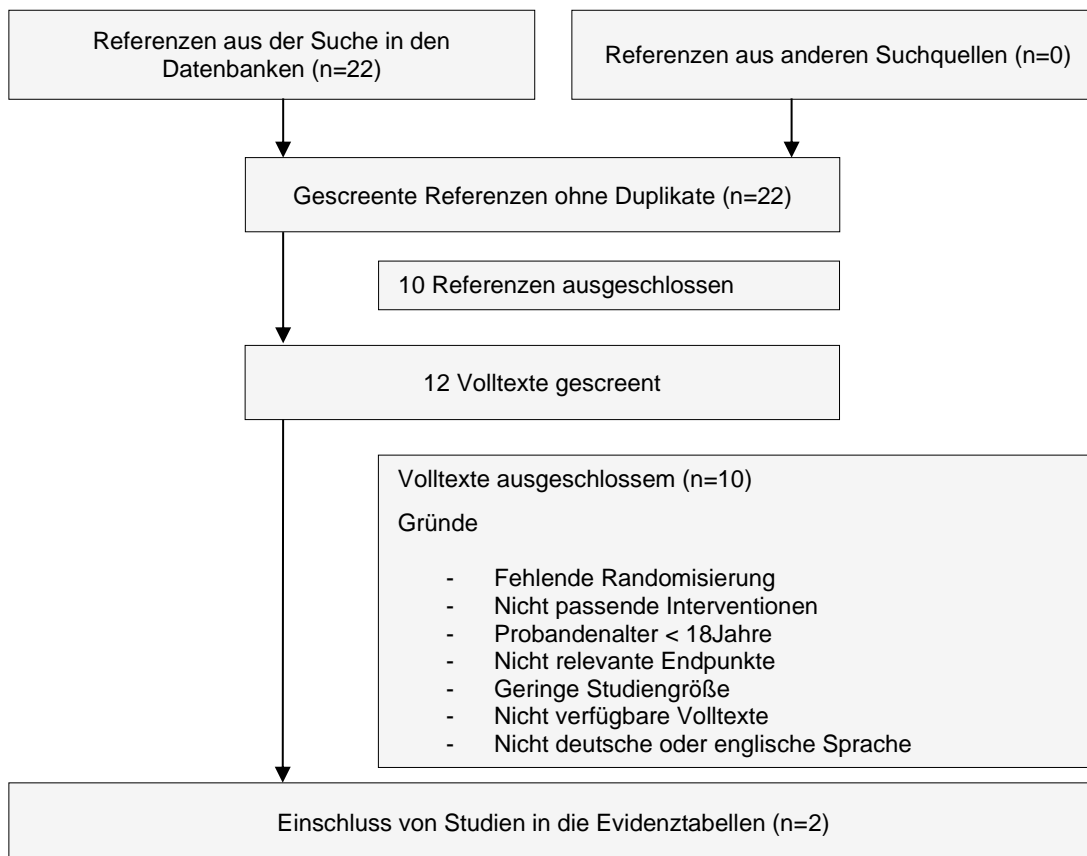 Referenzen aus der Suche in den
Datenbanken (n=22)
Referenzen aus anderen Suchquellen (n=0)
Gescreente Referenzen ohne Duplikate (n=22)
10 Referenzen ausgeschlossen
12 Volltexte gescreent
Volltexte ausgeschlossem (n=10)
Gründe
- Fehlende Randomisierung
- Nicht passende Interventionen
- Probandenalter < 18Jahre
- Nicht relevante Endpunkte
- Geringe Studiengröße
- Nicht verfügbare Volltexte
- Nicht deutsche oder englische Sprache
Einschluss von Studien in die Evidenztabellen (n=2)